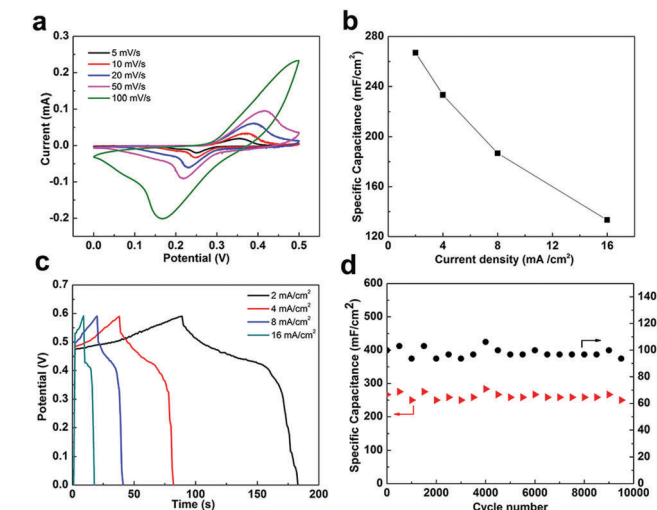 a
0.3
0.2
0.1
0.0
-0.1
-0.2
Current (mA)
5 mV/s
10 mV/s
20 mV/s
50 mV/s
100 mV/s
0.0 0.1 0.2 0.3 0.4 0.5
Potential (V)
b
280
240
200
160
120
Specific Capacitance (mF/cm²)
4 8 12 16
Current density (mA /cm²)
c
0.7
0.6
0.5
0.4
0.3
0.2
0.1
0.0
Potential (V)
2 mA/cm²
4 mA/cm²
8 mA/cm²
16 mA/cm²
0 50 100 150 200
Time (s)
d
600
500
400
300
200
100
0
Specific Capacitance (mF/cm²)
140
120
100
80
60
40
20
0
0 2000 4000 6000 8000 10000
Cycle number